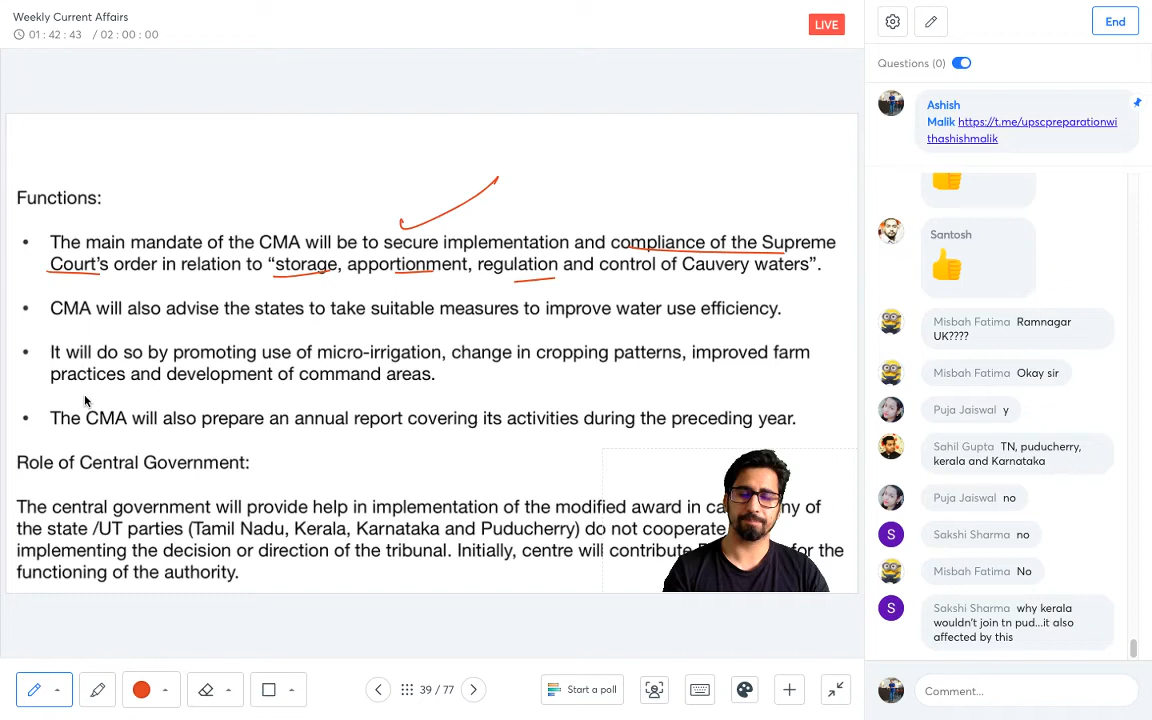 Weekly Current Affairs
01 : 42 : 43 / 02 : 00 : 00
LIVE
Functions:
• The main mandate of the CMA will be to secure implementation and compliance of the Supreme
Court's order in relation to “storage, apportionment, regulation and control of Cauvery waters”.
• CMA will also advise the states to take suitable measures to improve water use efficiency.
• It will do so by promoting use of micro-irrigation, change in cropping patterns, improved farm
practices and development of command areas.
• The CMA will also prepare an annual report covering its activities during the preceding year.
Role of Central Government:
The central government will provide help in implementation of the modified award in of
the state /UT parties (Tamil Nadu, Kerala, Karnataka and Puducherry) do not cooperate
implementing the decision or direction of the tribunal. Initially, centre will contribute for the
functioning of the authority.
39 / 77
Start a poll
End
Questions (0)
Ashish
Malik https://t.me/upscpreparationwi
thashishmalik
Santosh
Misbah Fatima Ramnagar
UK????
Misbah Fatima Okay sir
Puja Jaiswal y
Sahil Gupta TN, puducherry,
kerala and Karnataka
Puja Jaiswal no
S
Sakshi Sharma no
Misbah Fatima No
S
Sakshi Sharma why kerala
wouldn't join tn pud...it also
affected by this
Comment...